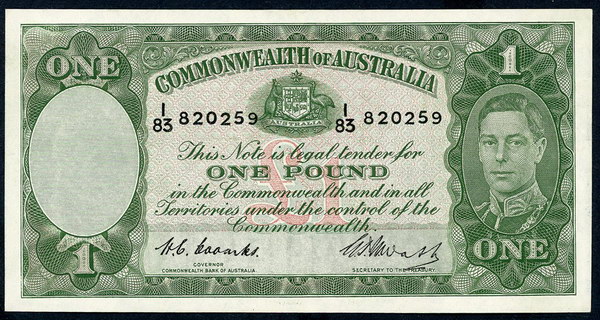 ONE
COMMONWEALTH OF AUSTRALIA
1
AUSTRALIA
I/83 820259 I/83 820259
This Note is legal tender for
ONE POUND
in the Commonwealth and in all
Territories under the control of the
Commonwealth.
£1
GOVERNOR
COMMONWEALTH BANK OF AUSTRALIA.
SECRETARY TO THE TREASURY
1
ONE